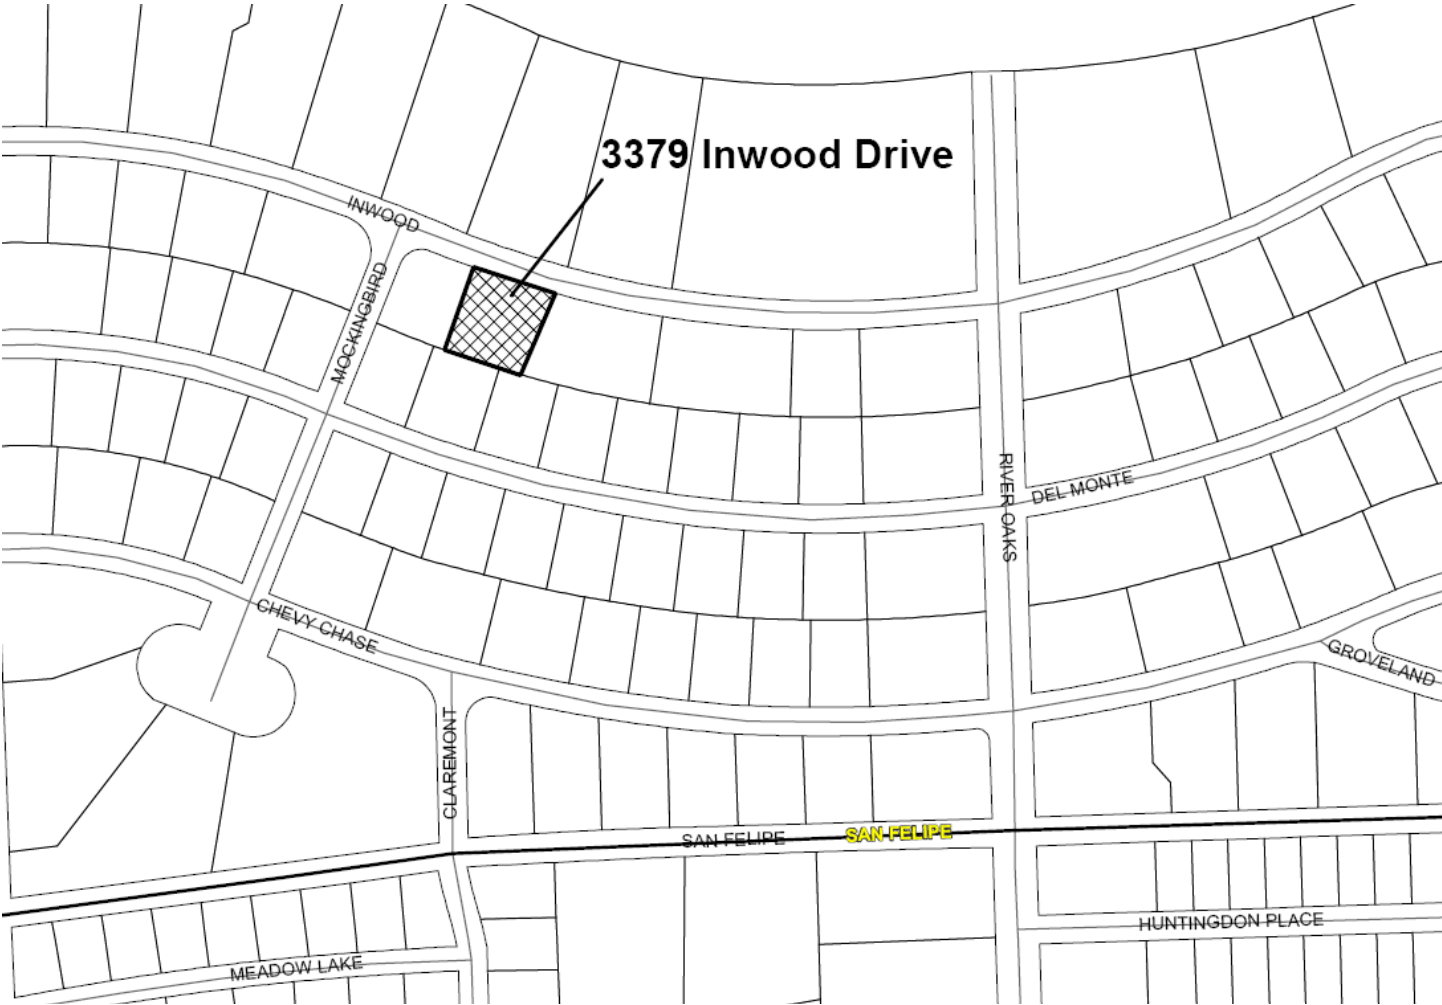 3379 Inwood Drive
INWOOD
MOCKINGBIRD
RIVER OAKS
DEL MONTE
CHEVY CHASE
GROVELAND
CLAREMONT
SAN FELIPE
SAN FELIPE
HUNTINGDON PLACE
MEADOW LAKE